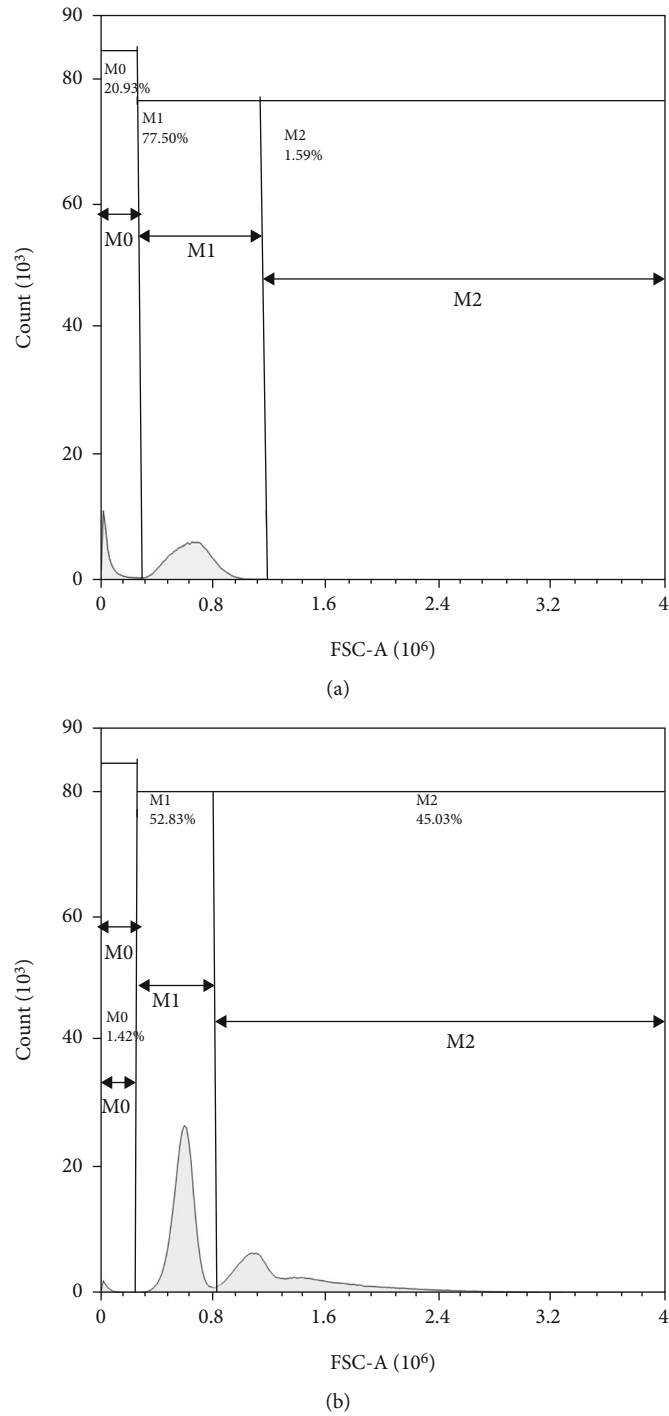 90
80
60
40
20
0
Count (10³)
M0
20.93%
M1
77.50%
M2
1.59%
M0
M1
M2
0 0.8 1.6 2.4 3.2 4
FSC-A (10⁶)
(a)
90
80
60
40
20
0
Count (10³)
M1
52.83%
M2
45.03%
M0
M1
M0
1.42%
M2
M0
0 0.8 1.6 2.4 3.2 4
FSC-A (10⁶)
(b)